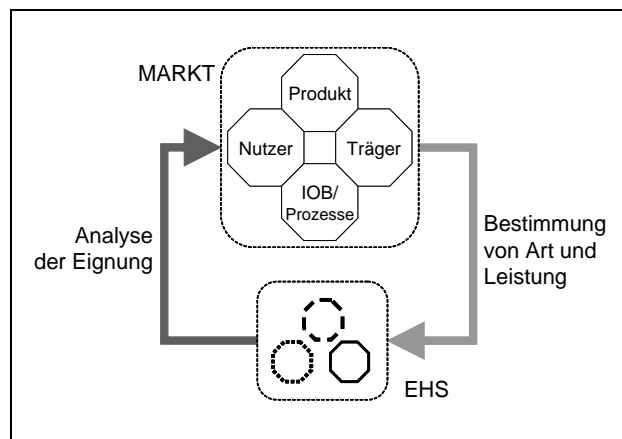 MARKT
Produkt
Nutzer
Träger
IOB/
Prozesse
Analyse
der Eignung
Bestimmung
von Art und
Leistung
EHS